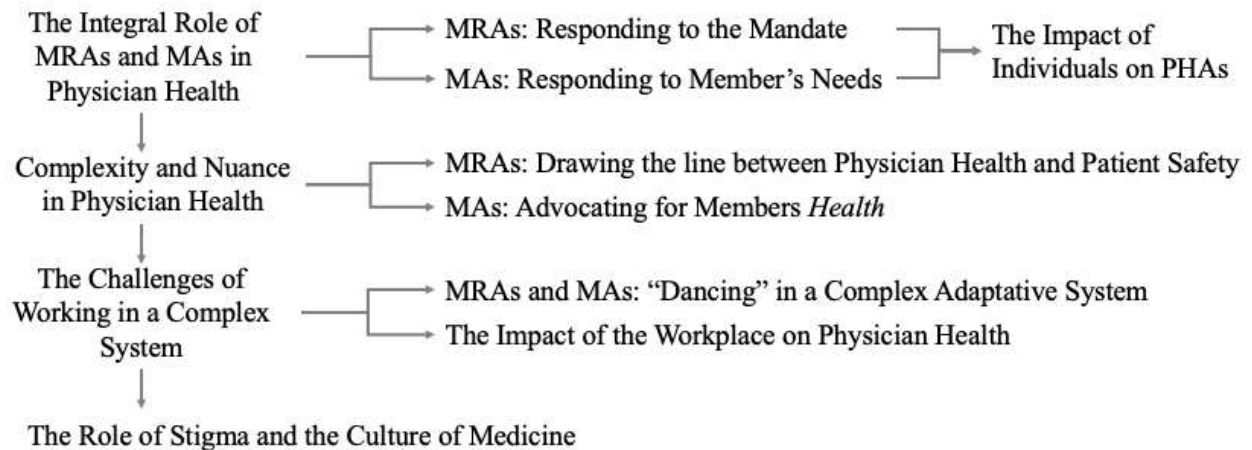 The Integral Role of
MRAs and MAs in
Physician Health
MRAs: Responding to the Mandate
MAs: Responding to Member’s Needs
The Impact of
Individuals on PHAs
Complexity and Nuance
in Physician Health
MRAs: Drawing the line between Physician Health and Patient Safety
MAs: Advocating for Members Health
The Challenges of
Working in a Complex
System
MRAs and MAs: “Dancing” in a Complex Adaptative System
The Impact of the Workplace on Physician Health
The Role of Stigma and the Culture of Medicine